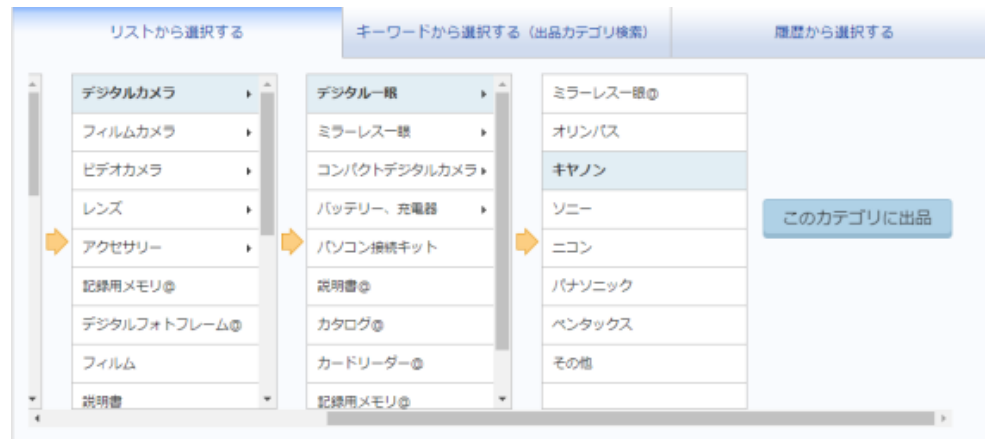 リストから選択する
キーワードから選択する（出品カテゴリ検索）
履歴から選択する
デジタルカメラ
フィルムカメラ
ビデオカメラ
レンズ
アクセサリー
記録用メモリ@
デジタルフォトフレーム@
フィルム
説明書
デジタル一眼
ミラーレス一眼
コンパクトデジタルカメラ
バッテリー、充電器
パソコン接続キット
説明書@
カタログ@
カードリーダー@
記録用メモリ@
ミラーレス一眼@
オリンパス
キヤノン
ソニー
ニコン
パナソニック
ペンタックス
その他
このカテゴリに出品